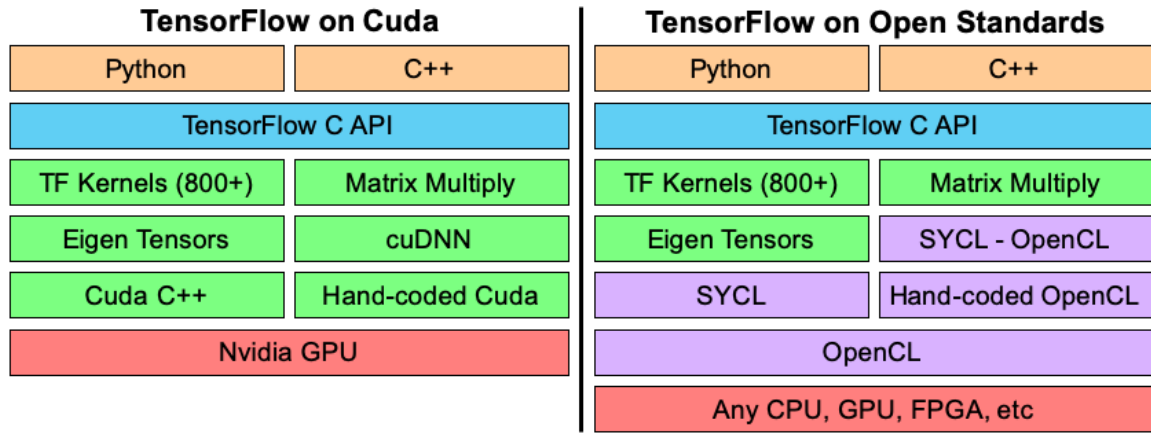 TensorFlow on Cuda
Python
C++
TensorFlow C API
TF Kernels (800+)
Matrix Multiply
Eigen Tensors
cuDNN
Cuda C++
Hand-coded Cuda
Nvidia GPU
TensorFlow on Open Standards
Python
C++
TensorFlow C API
TF Kernels (800+)
Matrix Multiply
Eigen Tensors
SYCL - OpenCL
SYCL
Hand-coded OpenCL
OpenCL
Any CPU, GPU, FPGA, etc